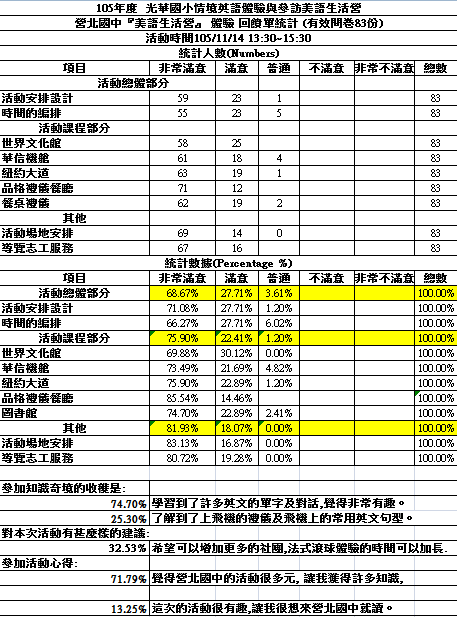 105年度 光華國小情境英語體驗與參訪美語生活營
營北國中『美語生活營』 體驗 回饋單統計 (有效問卷83份)
活動時間105/11/14 13:30~15:30
統計人數(Numbers)
項目 非常滿意 滿意 普通 不滿意 非常不滿意 總數
活動總體部分
活動安排設計 59 23 1 83
時間的編排 55 23 5 83
活動課程部分
世界文化館 58 25 83
華信機艙 61 18 4 83
紐約大道 63 19 1 83
品格禮儀餐廳 71 12 83
餐桌禮儀 62 19 2 83
其他
活動場地安排 69 14 0 83
導覽志工服務 67 16 83
統計數據(Percentage %)
項目 非常滿意 滿意 普通 不滿意 非常不滿意 總數
活動總體部分 68.67% 27.71% 3.61% 100.00%
活動安排設計 71.08% 27.71% 1.20% 100.00%
時間的編排 66.27% 27.71% 6.02% 100.00%
活動課程部分 75.90% 22.41% 1.20% 100.00%
世界文化館 69.88% 30.12% 0.00% 100.00%
華信機艙 73.49% 21.69% 4.82% 100.00%
紐約大道 75.90% 22.89% 1.20% 100.00%
品格禮儀餐廳 85.54% 14.46% 100.00%
圖書館 74.70% 22.89% 2.41% 100.00%
其他 81.93% 18.07% 0.00% 100.00%
活動場地安排 83.13% 16.87% 0.00% 100.00%
導覽志工服務 80.72% 19.28% 0.00% 100.00%
參加知識奇境的收穫是:
74.70% 學習到了許多英文的單字及對話,覺得非常有趣。
25.30% 了解到了上飛機的禮儀及飛機上的常用英文句型。
對本次活動有甚麼樣的建議:
32.53% 希望可以增加更多的社團,法式滾球體驗的時間可以加長.
參加活動心得:
71.79% 覺得營北國中的活動很多元, 讓我獲得許多知識,
13.25% 這次的活動很有趣,讓我很想來營北國中就讀。